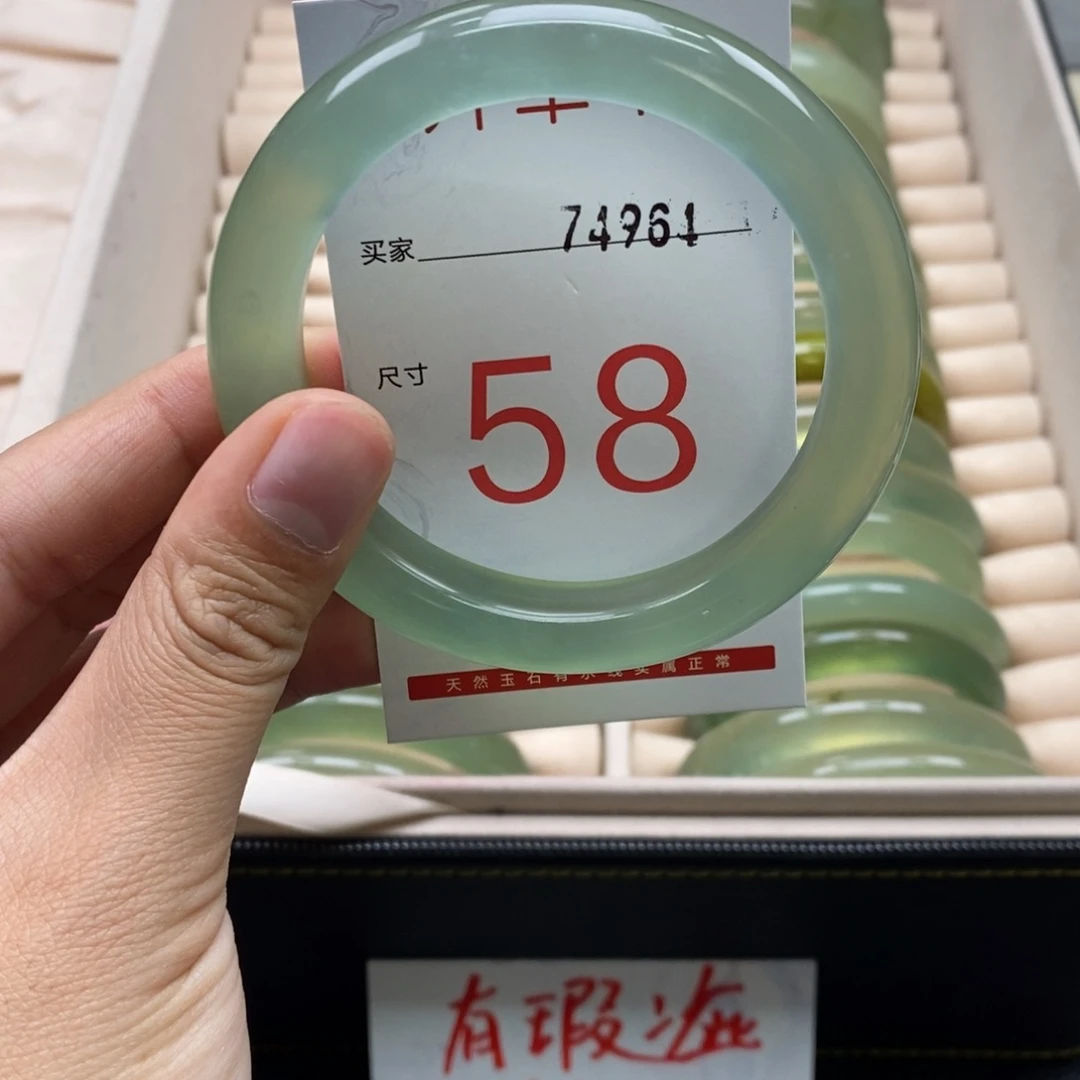 买家 74961
尺寸 58
天然玉石有水线实属正常
有瑕疵